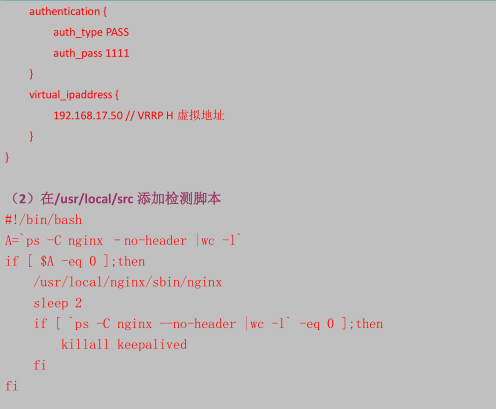 authentication {
auth_type PASS
auth_pass 1111
}
virtual_ipaddress {
192.168.17.50 // VRRP H 虚拟地址
}
}
（2）在/usr/local/src 添加检测脚本
#!/bin/bash
A=`ps -C nginx –no-header |wc -l`
if [ $A -eq 0 ];then
/usr/local/nginx/sbin/nginx
sleep 2
if [ `ps -C nginx --no-header |wc -l` -eq 0 ];then
killall keepalived
fi
fi